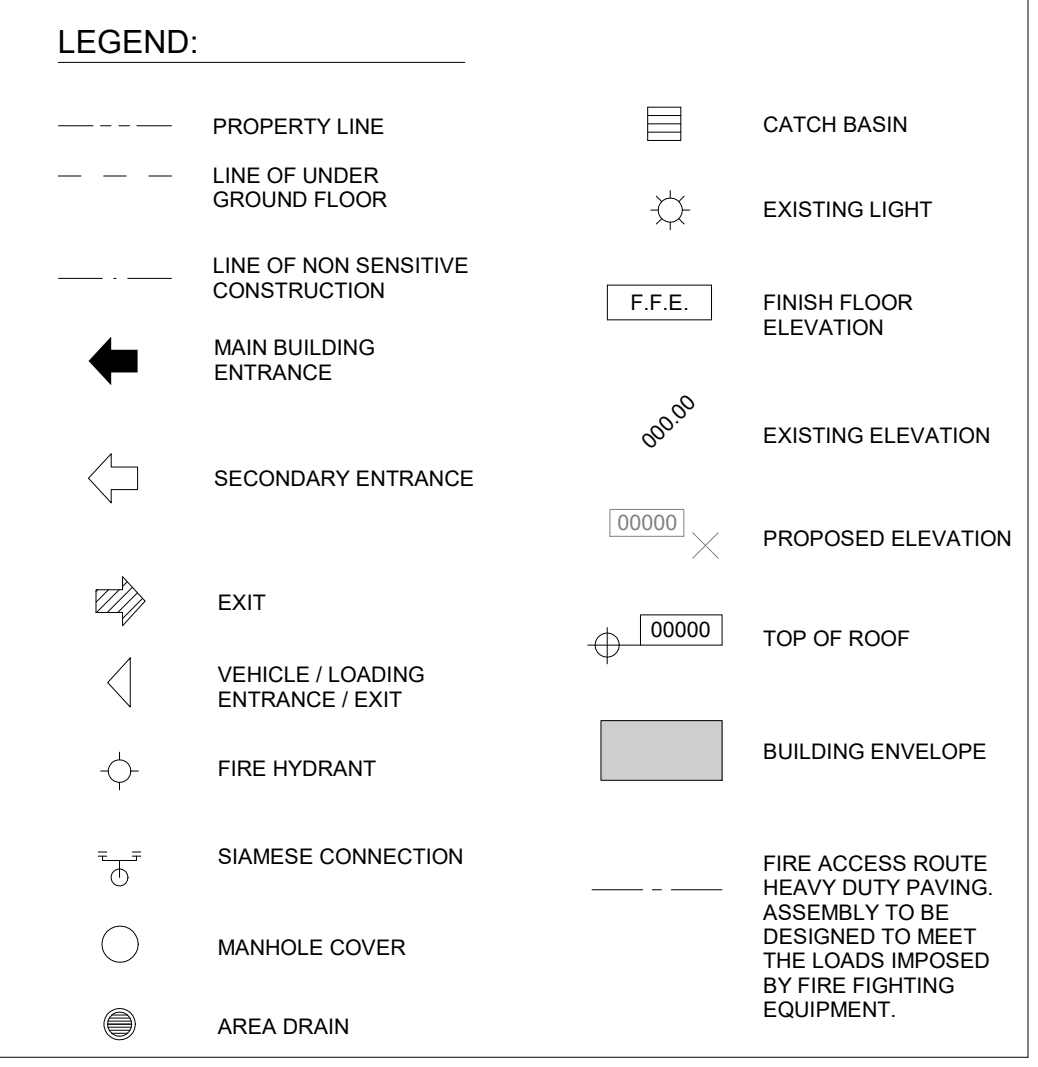 LEGEND:
PROPERTY LINE
LINE OF UNDER
GROUND FLOOR
LINE OF NON SENSITIVE
CONSTRUCTION
MAIN BUILDING
ENTRANCE
SECONDARY ENTRANCE
EXIT
VEHICLE / LOADING
ENTRANCE / EXIT
FIRE HYDRANT
SIAMESE CONNECTION
MANHOLE COVER
AREA DRAIN
CATCH BASIN
EXISTING LIGHT
F.F.E.
FINISH FLOOR
ELEVATION
000.00
EXISTING ELEVATION
00000
PROPOSED ELEVATION
00000
TOP OF ROOF
BUILDING ENVELOPE
FIRE ACCESS ROUTE
HEAVY DUTY PAVING.
ASSEMBLY TO BE
DESIGNED TO MEET
THE LOADS IMPOSED
BY FIRE FIGHTING
EQUIPMENT.